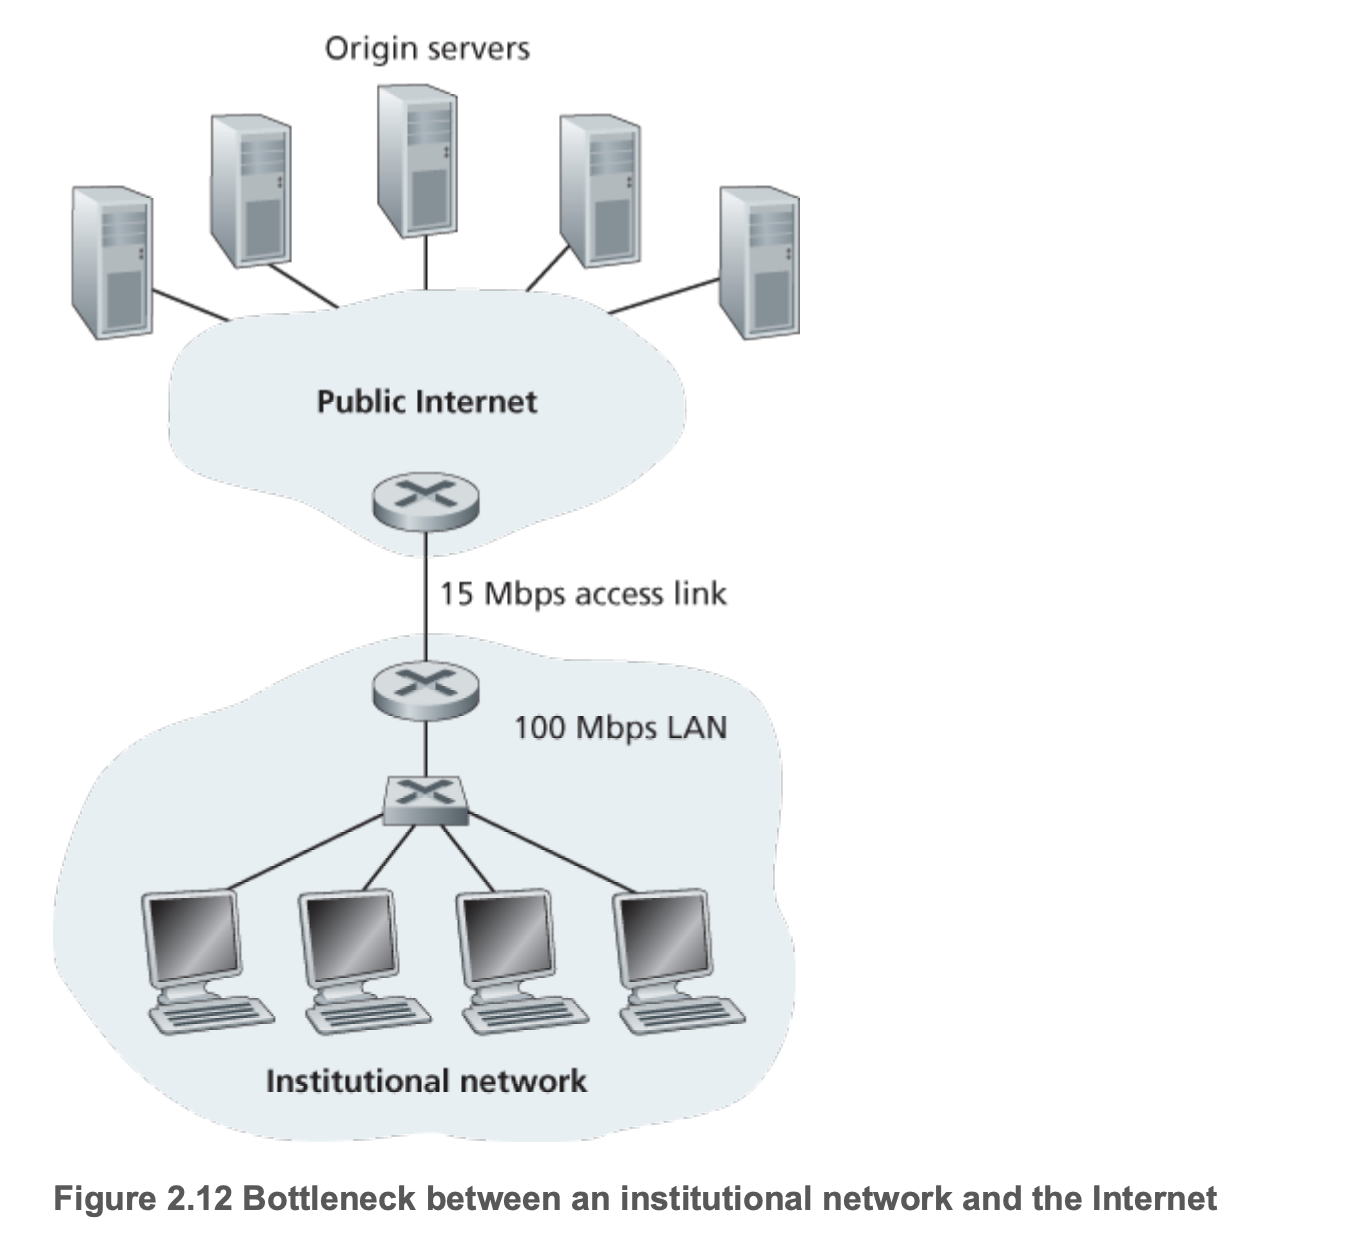 Origin servers
Public Internet
15 Mbps access link
100 Mbps LAN
Institutional network
Figure 2.12 Bottleneck between an institutional network and the Internet